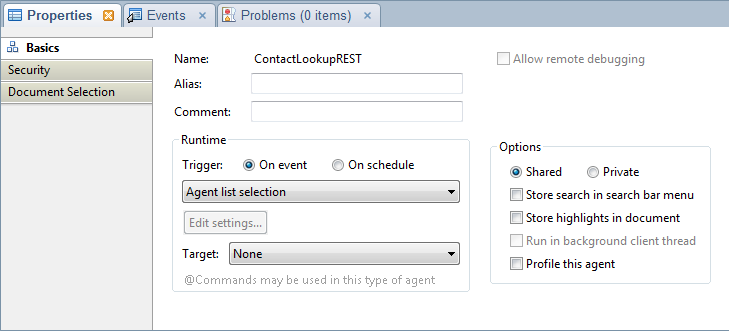 Properties Events Problems (0 items)
Basics
Security
Document Selection
Name: ContactLookupREST Allow remote debugging
Alias:
Comment:
Runtime
Trigger: On event On schedule
Agent list selection
Edit settings...
Target: None
@Commands may be used in this type of agent
Options
Shared Private
Store search in search bar menu
Store highlights in document
Run in background client thread
Profile this agent